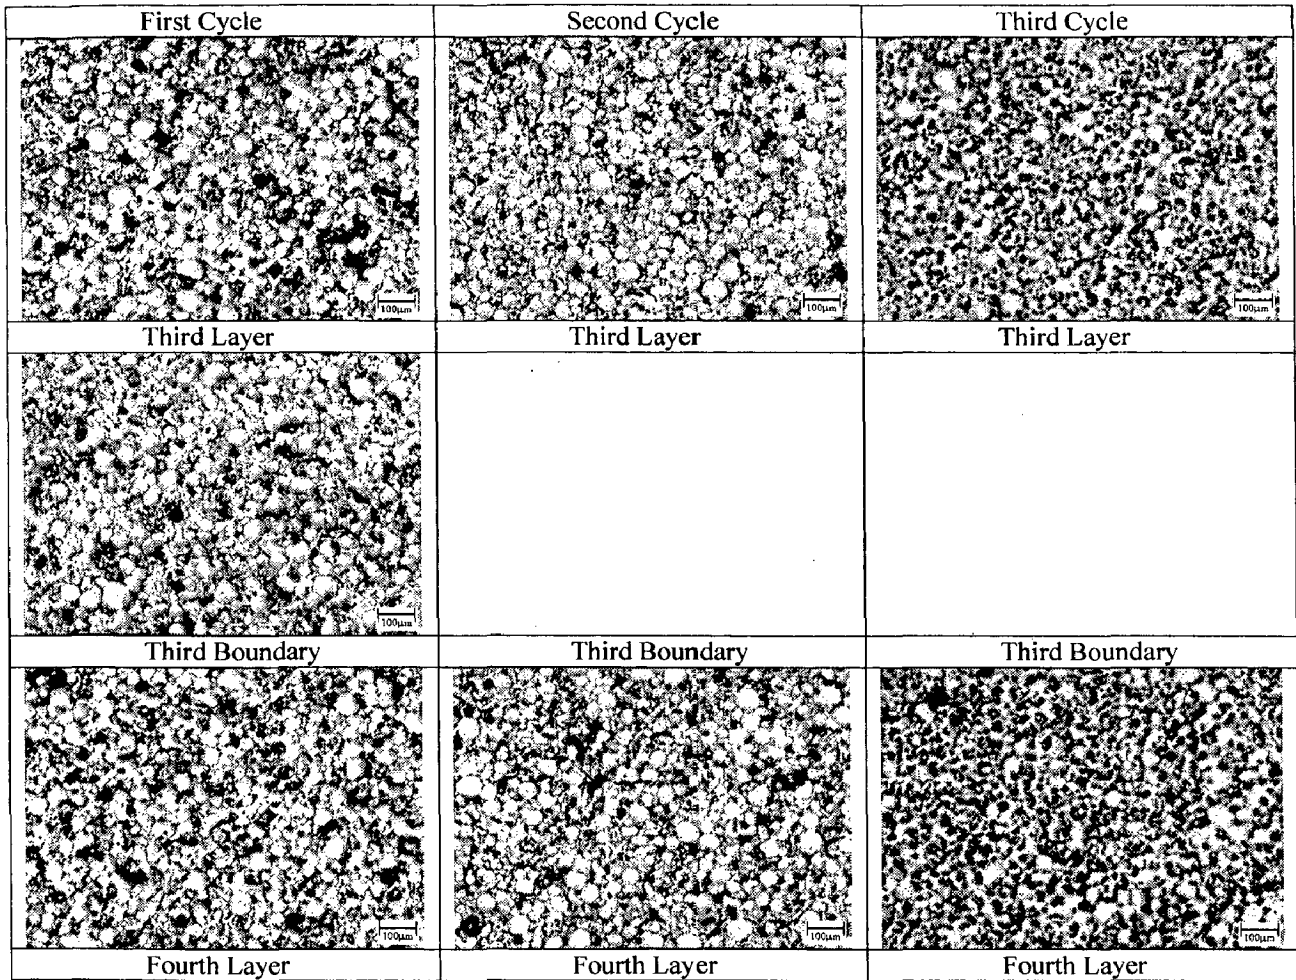 First Cycle Second Cycle Third Cycle
100μm 100μm 100μm
Third Layer Third Layer Third Layer
100μm
Third Boundary Third Boundary Third Boundary
100μm 100μm 100μm
Fourth Layer Fourth Layer Fourth Layer